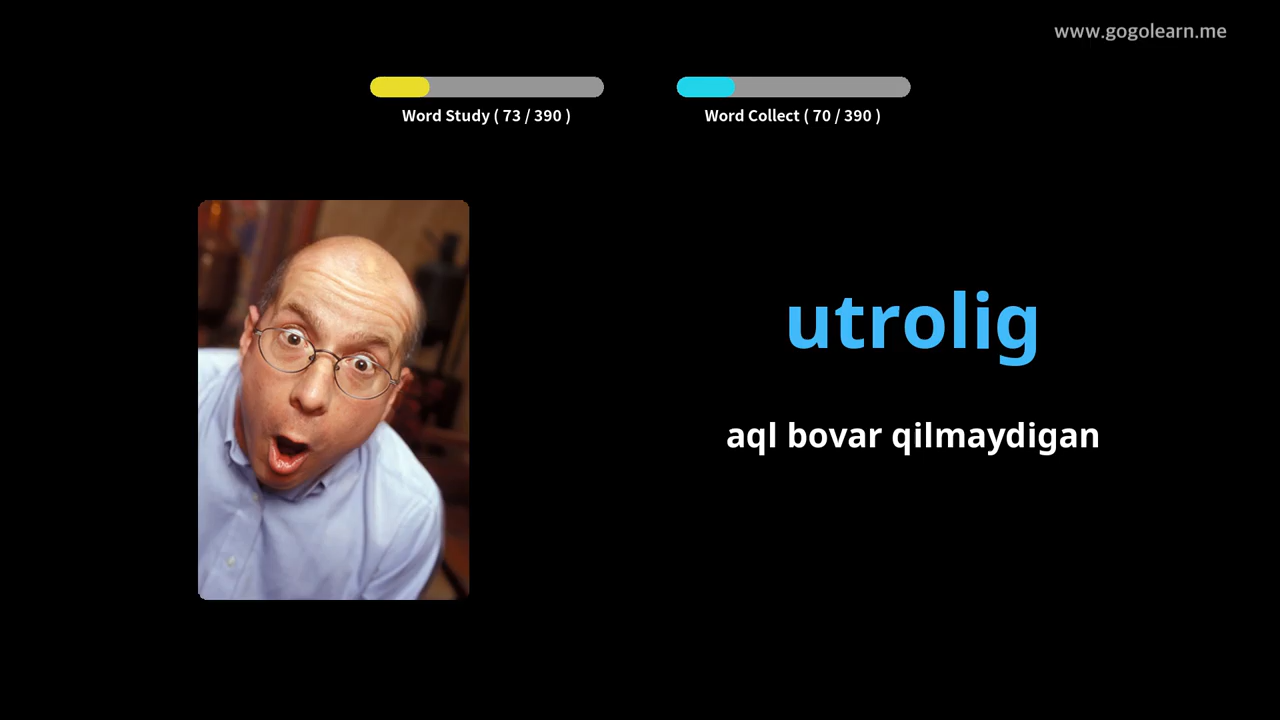 www.gogolearn.me
Word Study ( 73 / 390 )
Word Collect ( 70 / 390 )
utrolig
aql bovar qilmaydigan